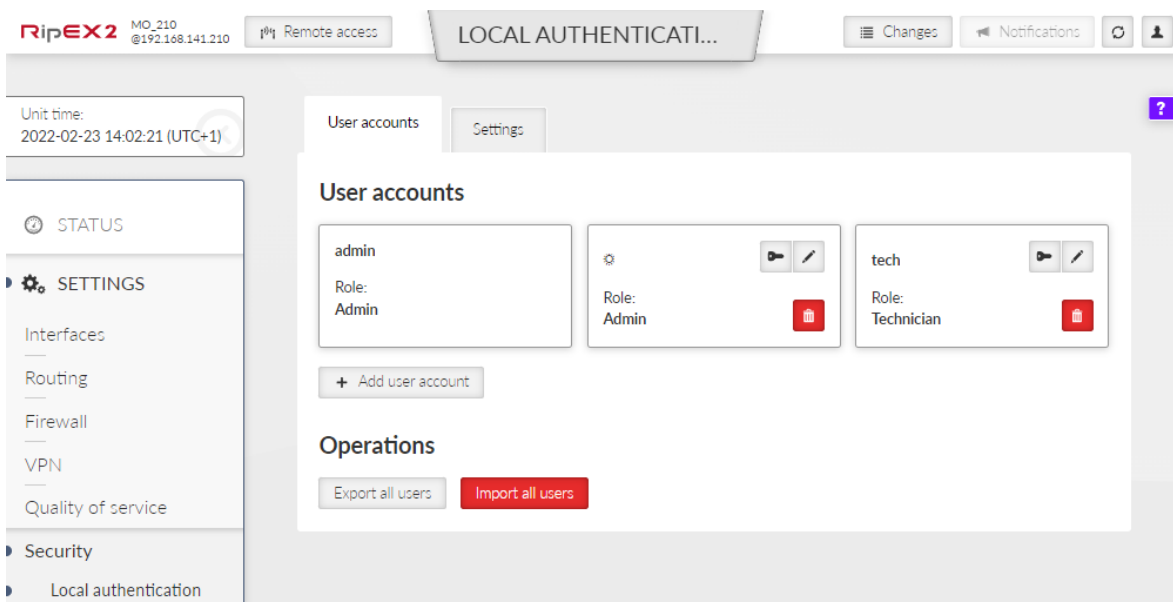 RipEX2
MO_210
@192.168.141.210
Remote access
LOCAL AUTHENTICATI...
Changes
Notifications
?
Unit time:
2022-02-23 14:02:21 (UTC+1)
STATUS
SETTINGS
Interfaces
Routing
Firewall
VPN
Quality of service
Security
Local authentication
User accounts
Settings
User accounts
admin
Role:
Admin
Role:
Admin
tech
Role:
Technician
+ Add user account
Operations
Export all users
Import all users